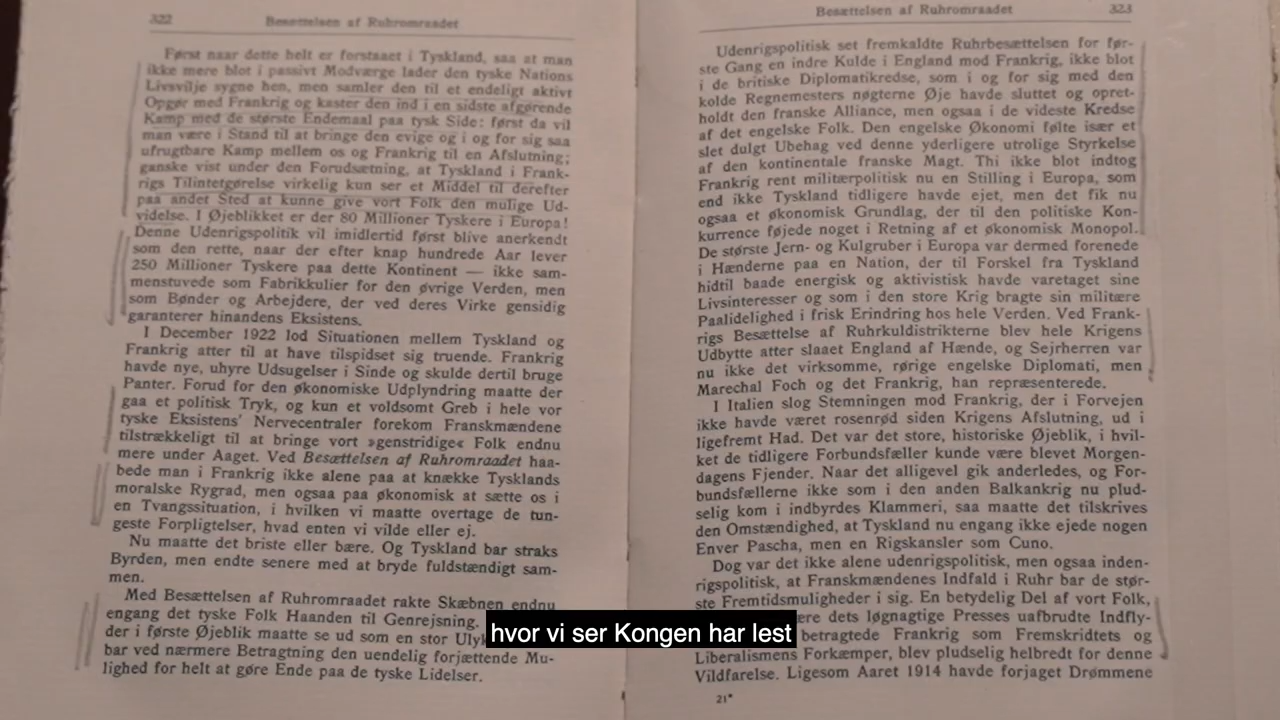 322
Besættelsen af Ruhromraadet
Først naar dette helt er forstaaet i Tyskland, saa at man
ikke mere blot i passivt Modværge lader den tyske Nations
Livsvilje sygne hen, men samler den til et endeligt aktivt
Opgør med Frankrig og kaster den ind i en sidste afgørende
Kamp med de største Endemaal paa tysk Side: først da vil
man være i Stand til at bringe den evige og i og for sig saa
ufrugtbare Kamp mellem os og Frankrig til en Afslutning;
ganske vist under den Forudsætning, at Tyskland i Frank-
rigs Tilintetgørelse virkelig kun ser et Middel til derefter
paa andet Sted at kunne give vort Folk den mulige Ud-
videlse. I Øjeblikket er der 80 Millioner Tyskere i Europa!
Denne Udenrigspolitik vil imidlertid først blive anerkendt
som den rette, naar der efter knap hundrede Aar lever
250 Millioner Tyskere paa dette Kontinent — ikke sam-
menstuvede som Fabrikkulier for den øvrige Verden, men
som Bønder og Arbejdere, der ved deres Virke gensidig
garanterer hinandens Eksistens.
I December 1922 lod Situationen mellem Tyskland og
Frankrig atter til at have tilspidset sig truende. Frankrig
havde nye, uhyre Udsugelser i Sinde og skulde dertil bruge
Panter. Forud for den økonomiske Udplyndring maatte der
gaa et politisk Tryk, og kun et voldsomt Greb i hele vor
tyske Eksistens' Nervecentraler forekom Franskmændene
tilstrækkeligt til at bringe vort »genstridige« Folk endnu
mere under Aaget. Ved Besættelsen af Ruhromraadet haa-
bede man i Frankrig ikke alene paa at knække Tysklands
moralske Rygrad, men ogsaa paa økonomisk at sætte os i
en Tvangssituation, i hvilken vi maatte overtage de tun-
geste Forpligtelser, hvad enten vi vilde eller ej.
Nu maatte det briste eller bære. Og Tyskland bar straks
Byrden, men endte senere med at bryde fuldstændigt sam-
men.
Med Besættelsen af Ruhromraadet rakte Skæbnen endnu
engang det tyske Folk Haanden til Genrejsning.
der i første Øjeblik maatte se ud som en stor
bar ved nærmere Betragtning den uendelig forjættende Mu-
lighed for helt at gøre Ende paa de tyske Lidelser.
Besættelsen af Ruhromraadet
323
Udenrigspolitisk set fremkaldte Ruhrbesættelsen for før-
ste Gang en indre Kulde i England mod Frankrig, ikke blot
i de britiske Diplomatikredse, som i og for sig med den
kolde Regnemesters nøgterne Øje havde sluttet og opret-
holdt den franske Alliance, men ogsaa i de videste Kredse
af det engelske Folk. Den engelske Økonomi følte især et
slet dulgt Ubehag ved denne yderligere utrolige Styrkelse
af den kontinentale franske Magt. Thi ikke blot indtog
Frankrig rent militærpolitisk nu en Stilling i Europa, som
end ikke Tyskland tidligere havde ejet, men det fik nu
ogsaa et økonomisk Grundlag, der til den politiske Kon-
kurrence føjede noget i Retning af et økonomisk Monopol.
De største Jern- og Kulgruber i Europa var dermed forenede
i Hænderne paa en Nation, der til Forskel fra Tyskland
hidtil baade energisk og aktivistisk havde varetaget sine
Livsinteresser og som i den store Krig bragte sin militære
Paalidelighed i frisk Erindring hos hele Verden. Ved Frank-
rigs Besættelse af Ruhrkuldistrikterne blev hele Krigens
Udbytte atter slaaet England af Hænde, og Sejrherren var
nu ikke det virksomme, rørige engelske Diplomati, men
Marechal Foch og det Frankrig, han repræsenterede.
I Italien slog Stemningen mod Frankrig, der i Forvejen
ikke havde været rosenrød siden Krigens Afslutning, ud i
ligefremt Had. Det var det store, historiske Øjeblik, i hvil-
ket de tidligere Forbundsfæller kunde være blevet Morgen-
dagens Fjender. Naar det alligevel gik anderledes, og For-
bundsfællerne ikke som i den anden Balkankrig nu plud-
selig kom i indbyrdes Klammeri, saa maatte det tilskrives
den Omstændighed, at Tyskland nu engang ikke ejede nogen
Enver Pascha, men en Rigskansler som Cuno.
Dog var det ikke alene udenrigspolitisk, men ogsaa inden-
rigspolitisk, at Franskmændenes Indfald i Ruhr bar de stør-
ste Fremtidsmuligheder i sig. En betydelig Del af vort Folk,
dets løgnagtige Presses uafbrudte Indfly-
betragtede Frankrig som Fremskridtets og
Liberalismens Forkæmper, blev pludselig helbredt for denne
Vildfarelse. Ligesom Aaret 1914 havde forjaget Drømmene
21*
hvor vi ser Kongen har lest